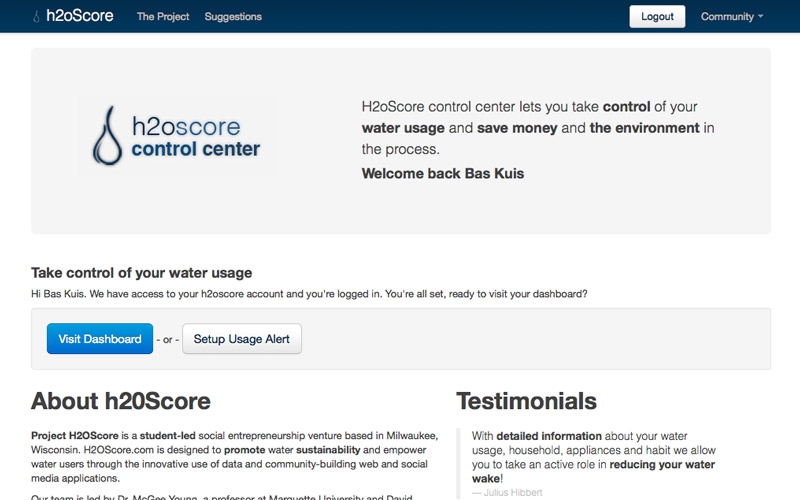 h2oScore The Project Suggestions Logout Community
h2oscore
control center
H2oScore control center lets you take control of your
water usage and save money and the environment in
the process.
Welcome back Bas Kuis
Take control of your water usage
Hi Bas Kuis. We have access to your h2oscore account and you're logged in. You're all set, ready to visit your dashboard?
Visit Dashboard - or - Setup Usage Alert
About h20Score
Project H2OScore is a student-led social entrepreneurship venture based in Milwaukee,
Wisconsin. H2OScore.com is designed to promote water sustainability and empower
water users through the innovative use of data and community-building web and social
media applications.
Our team is led by Dr. McGee Young, a professor at Marquette University and David
Testimonials
With detailed information about your water
usage, household, appliances and habit we allow
you to take an active role in reducing your water
wake!
— Julius Hibbert